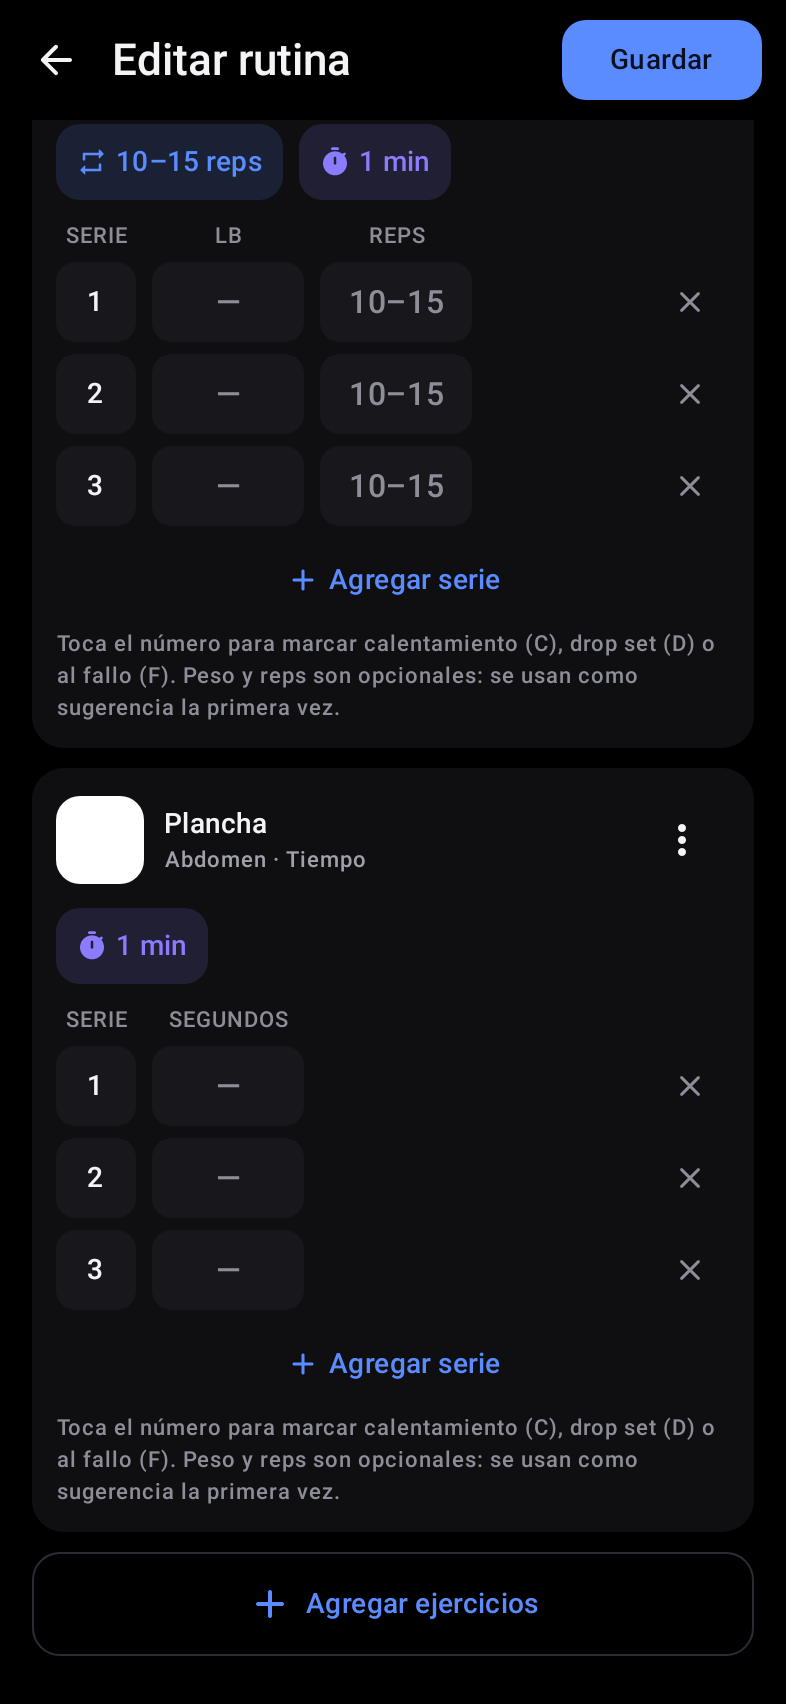 Editar rutina
Guardar
10–15 reps
1 min
SERIE LB REPS
1 — 10–15
2 — 10–15
3 — 10–15
+ Agregar serie
Toca el número para marcar calentamiento (C), drop set (D) o
al fallo (F). Peso y reps son opcionales: se usan como
sugerencia la primera vez.
Plancha
Abdomen · Tiempo
1 min
SERIE SEGUNDOS
1 —
2 —
3 —
+ Agregar serie
Toca el número para marcar calentamiento (C), drop set (D) o
al fallo (F). Peso y reps son opcionales: se usan como
sugerencia la primera vez.
+ Agregar ejercicios